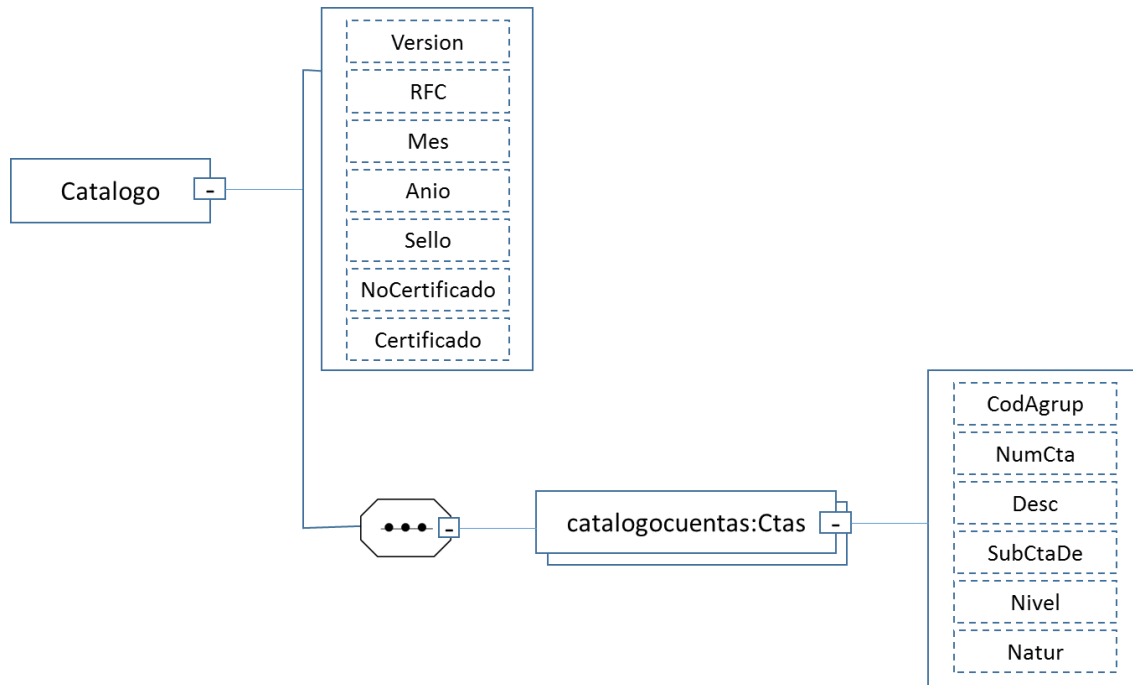 Catalogo
-
Version
RFC
Mes
Anio
Sello
NoCertificado
Certificado
-
catalogocuentas:Ctas
-
CodAgrup
NumCta
Desc
SubCtaDe
Nivel
Natur